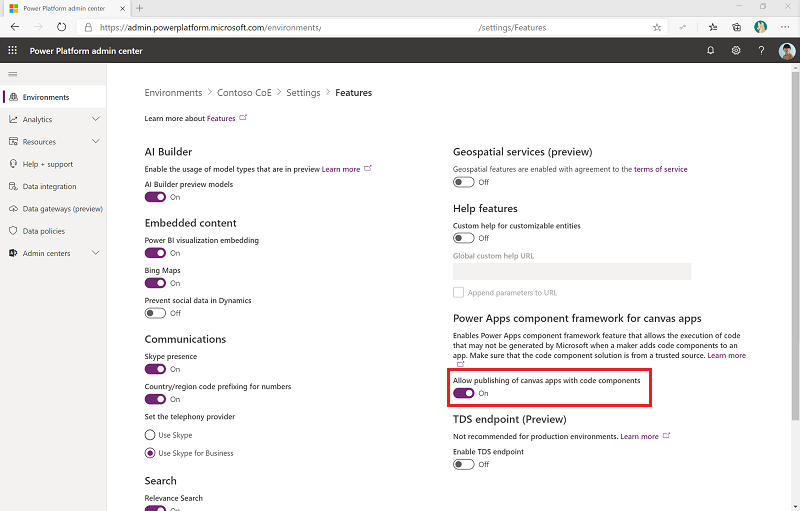 Power Platform admin center
https://admin.powerplatform.microsoft.com/environments/ /settings/Features
Power Platform admin center
Environments
Analytics
Resources
Help + support
Data integration
Data gateways (preview)
Data policies
Admin centers
Environments > Contoso CoE > Settings > Features
Learn more about Features
AI Builder
Enable the usage of model types that are in preview Learn more
AI Builder preview models
On
Embedded content
Power BI visualization embedding
On
Bing Maps
On
Prevent social data in Dynamics
Off
Communications
Skype presence
On
Country/region code prefixing for numbers
On
Set the telephony provider
Use Skype
Use Skype for Business
Search
Relevance Search
On
Geospatial services (preview)
Geospatial features are enabled with agreement to the terms of service
Off
Help features
Custom help for customizable entities
Off
Global custom help URL
Append parameters to URL
Power Apps component framework for canvas apps
Enables Power Apps component framework feature that allows the execution of code
that may not be generated by Microsoft when a maker adds code components to an
app. Make sure that the code component solution is from a trusted source. Learn more
Allow publishing of canvas apps with code components
On
TDS endpoint (Preview)
Not recommended for production environments. Learn more
Enable TDS endpoint
Off